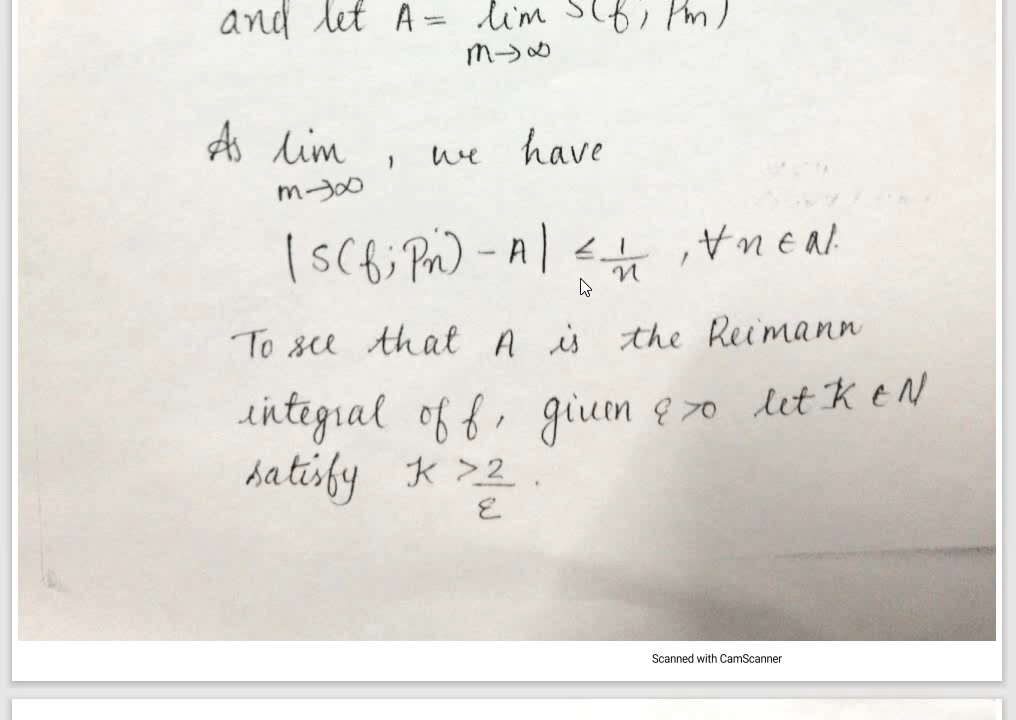 and let A = lim S(f; Pm)
m→∞
As lim , we have
m→∞
|S(f; Ṗn) - A| ≤ 1/n , ∀ n ∈ N.
To see that A is the Reimann
integral of f, given ε>0 let K ∈ N
satisfy K > 2/ε .
Scanned with CamScanner